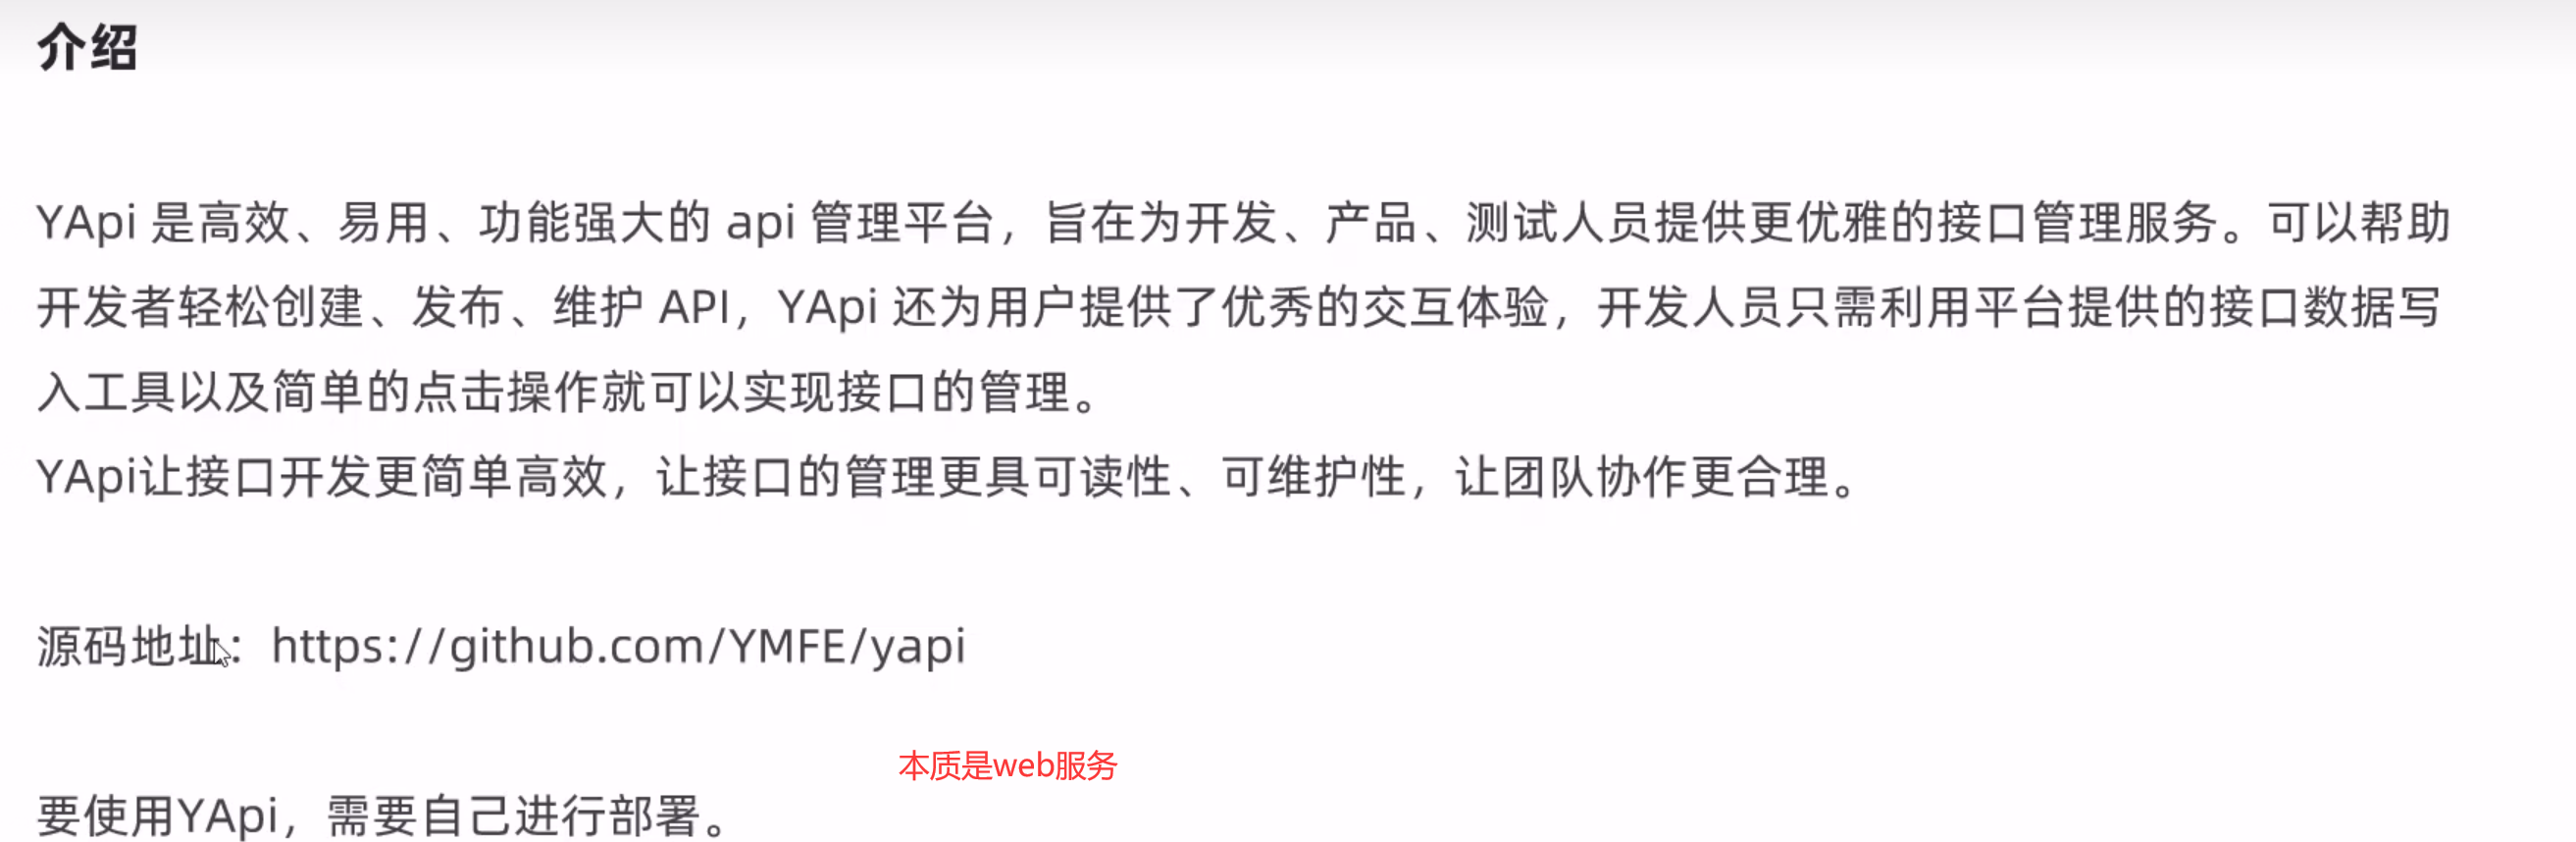 介绍
YApi 是高效、易用、功能强大的 api 管理平台，旨在为开发、产品、测试人员提供更优雅的接口管理服务。可以帮助
开发者轻松创建、发布、维护 API，YApi 还为用户提供了优秀的交互体验，开发人员只需利用平台提供的接口数据写
入工具以及简单的点击操作就可以实现接口的管理。
YApi让接口开发更简单高效，让接口的管理更具可读性、可维护性，让团队协作更合理。
源码地址：https://github.com/YMFE/yapi
本质是web服务
要使用YApi，需要自己进行部署。